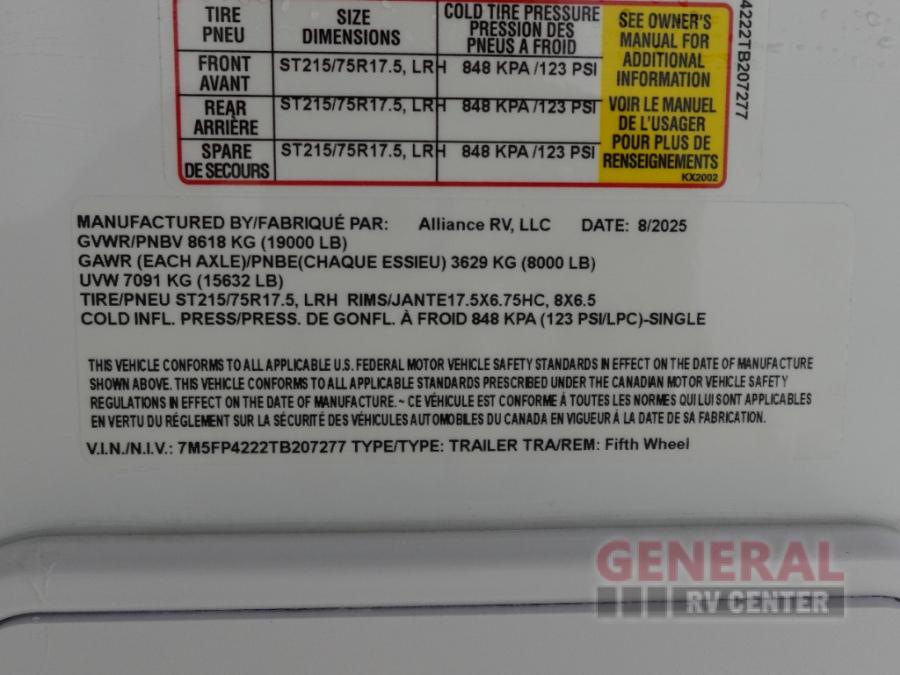 TIRE PNEU SIZE DIMENSIONS COLD TIRE PRESSURE PRESSION DES PNEUS A FROID
FRONT AVANT ST215/75R17.5, LRH 848 KPA /123 PSI
REAR ARRIÈRE ST215/75R17.5, LRH 848 KPA /123 PSI
SPARE DE SECOURS ST215/75R17.5, LRH 848 KPA /123 PSI
SEE OWNER'S
MANUAL FOR
ADDITIONAL
INFORMATION
VOIR LE MANUEL
DE L'USAGER
POUR PLUS DE
RENSEIGNEMENTS
KX2002
4222TB207277
MANUFACTURED BY/FABRIQUÉ PAR: Alliance RV, LLC DATE: 8/2025
GVWR/PNBV 8618 KG (19000 LB)
GAWR (EACH AXLE)/PNBE(CHAQUE ESSIEU) 3629 KG (8000 LB)
UVW 7091 KG (15632 LB)
TIRE/PNEU ST215/75R17.5, LRH RIMS/JANTE17.5X6.75HC, 8X6.5
COLD INFL. PRESS/PRESS. DE GONFL. À FROID 848 KPA (123 PSI/LPC)-SINGLE
THIS VEHICLE CONFORMS TO ALL APPLICABLE U.S. FEDERAL MOTOR VEHICLE SAFETY STANDARDS IN EFFECT ON THE DATE OF MANUFACTURE
SHOWN ABOVE. THIS VEHICLE CONFORMS TO ALL APPLICABLE STANDARDS PRESCRIBED UNDER THE CANADIAN MOTOR VEHICLE SAFETY
REGULATIONS IN EFFECT ON THE DATE OF MANUFACTURE. ~ CE VÉHICULE EST CONFORME À TOUTES LES NORMES QUI LUI SONT APPLICABLES
EN VERTU DU RÉGLEMENT SUR LA SÉCURITÉ DES VÉHICULES AUTOMOBILES DU CANADA EN VIGUEUR À LA DATE DE SA FABRICATION.
V.I.N./N.I.V.: 7M5FP4222TB207277 TYPE/TYPE: TRAILER TRA/REM: Fifth Wheel
GENERAL
RV CENTER